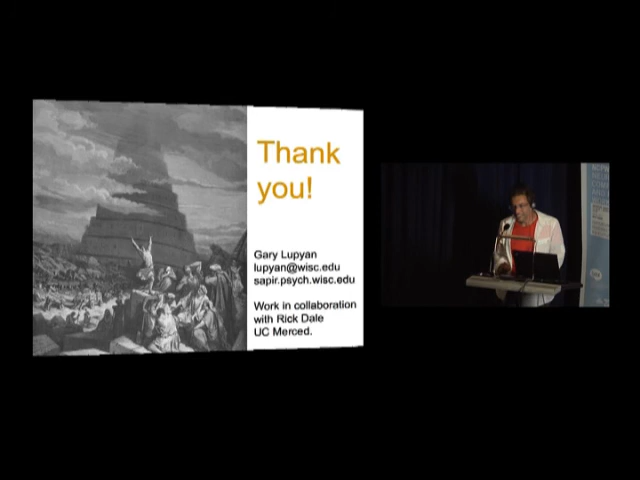 Thank
you!
Gary Lupyan
lupyan@wisc.edu
sapir.psych.wisc.edu
Work in collaboration
with Rick Dale
UC Merced.